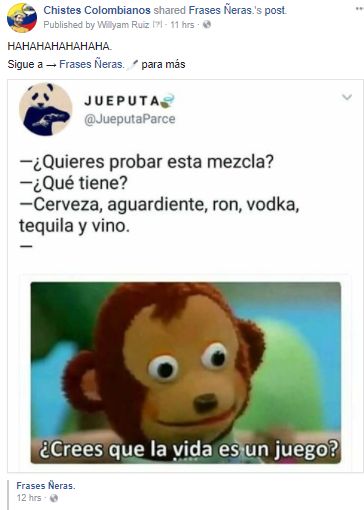 Chistes Colombianos shared Frases Ñeras.'s post.
Published by Willyam Ruiz [?] · 11 hrs ·
HAHAHAHAHAHAHA.
Sigue a → Frases Ñeras. para más
JUEPUTA
@JueputaParce
—¿Quieres probar esta mezcla?
—¿Qué tiene?
—Cerveza, aguardiente, ron, vodka,
tequila y vino.
—
¿Crees que la vida es un juego?
Frases Ñeras.
12 hrs ·